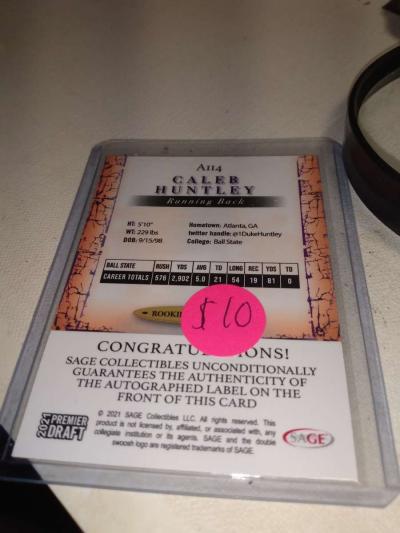 A114
CALEB
HUNTLEY
Running Back
HT: 5'10"
WT: 229 lbs
DOB: 9/15/98
Hometown: Atlanta, GA
twitter handle: @1DukeHuntley
College: Ball State
BALL STATE RUSH YDS AVG TD LONG REC YDS TD
CAREER TOTALS 576 2,902 5.0 21 54 19 81 0
$10
CONGRATU IONS!
SAGE COLLECTIBLES UNCONDITIONALLY
GUARANTEES THE AUTHENTICITY OF
THE AUTOGRAPHED LABEL ON THE
FRONT OF THIS CARD
2021 PREMIER
DRAFT
© 2021 SAGE Collectibles LLC. All rights reserved. This
product is not licensed by, affiliated, or associated with, any
collegiate institution or its agents. SAGE and the double
swoosh logo are registered trademarks of SAGE.
SAGE